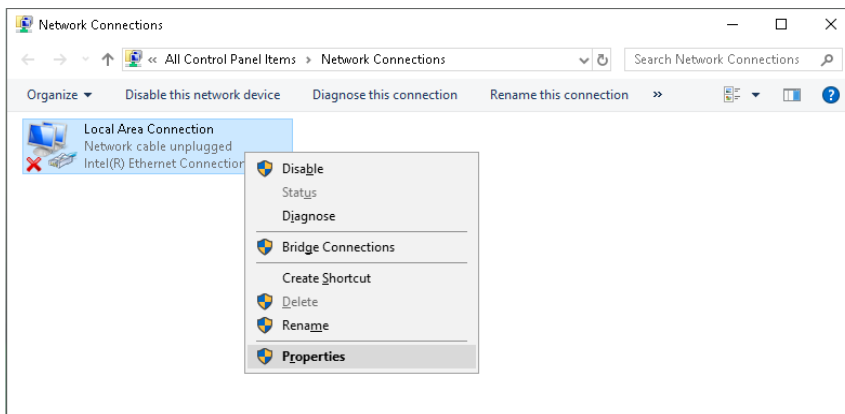 Network Connections
« All Control Panel Items › Network Connections
Search Network Connections
Organize
Disable this network device
Diagnose this connection
Rename this connection
»
Local Area Connection
Network cable unplugged
Intel(R) Ethernet Connection
Disable
Status
Diagnose
Bridge Connections
Create Shortcut
Delete
Rename
Properties